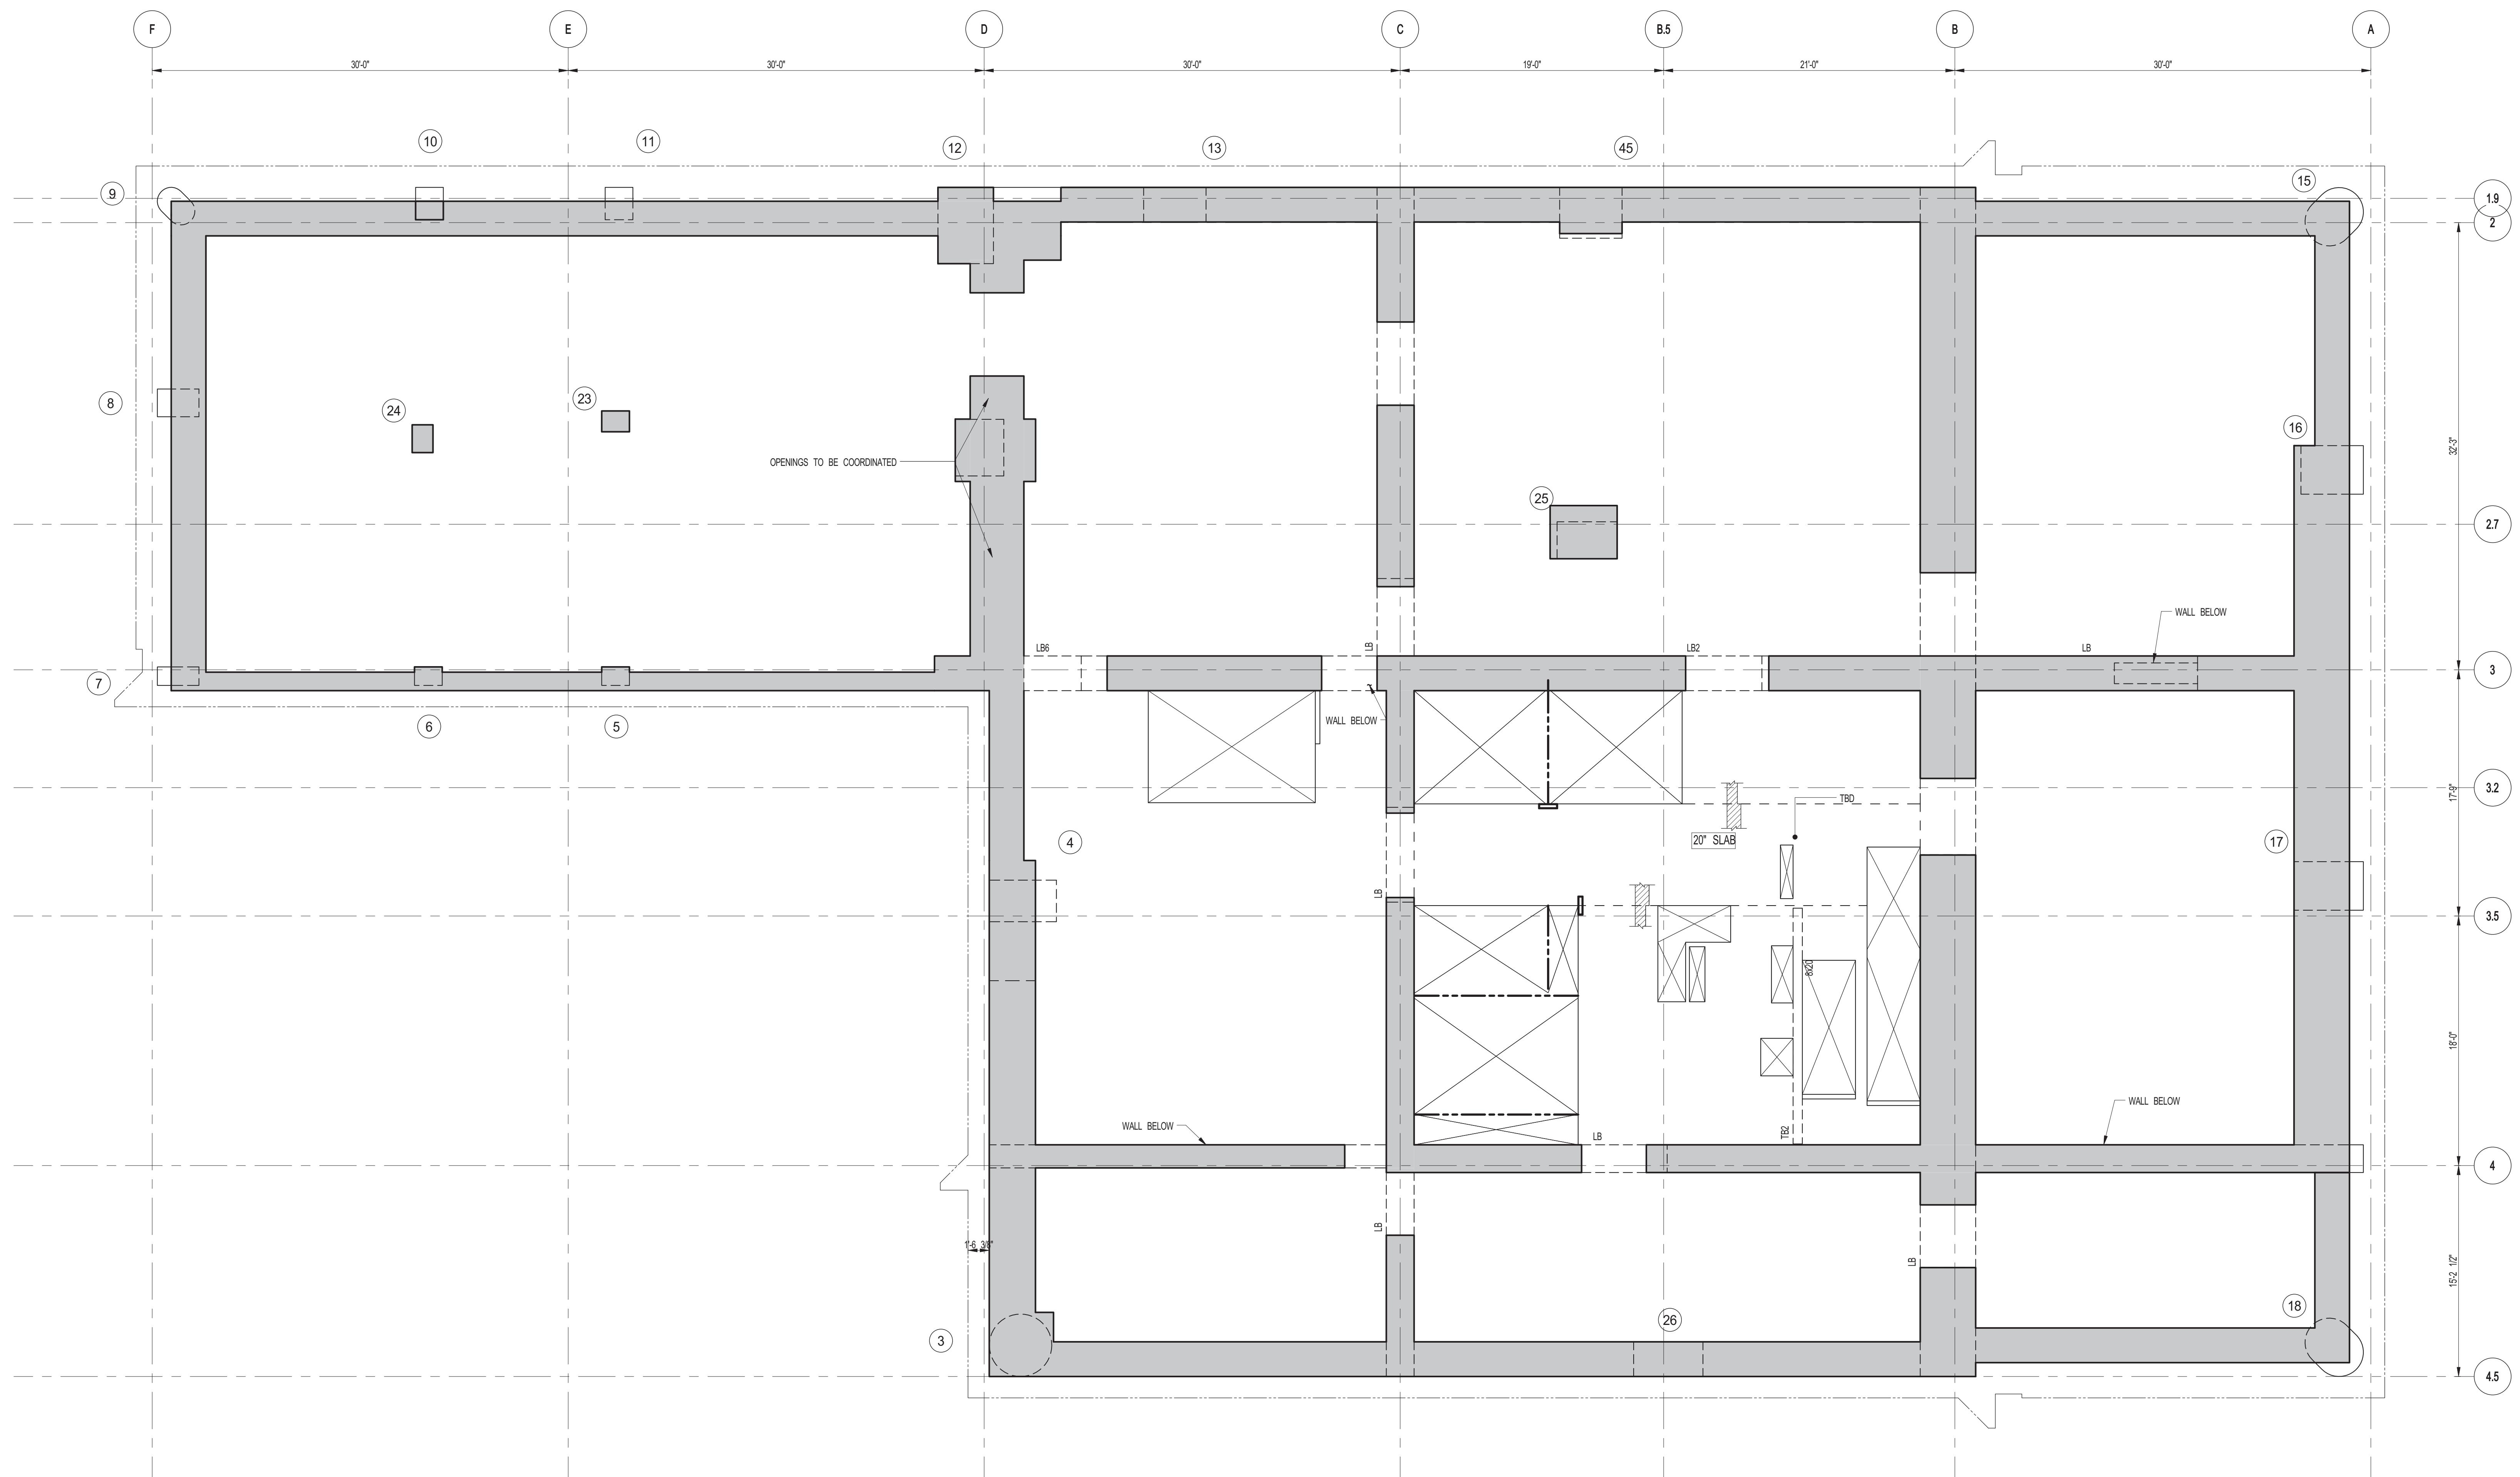 F E D C B.5 B A
30'-0" 30'-0" 30'-0" 19'-0" 21'-0" 30'-0"
10 11 12 13 45
9 15 1.9
2
8 24 23 16
32'-3"
OPENINGS TO BE COORDINATED
25
2.7
WALL BELOW
LB6 LB LB2 LB
7 3
6 5 WALL BELOW
3.2
17'-9"
TBD
20" SLAB
4 17
LB
3.5
8x20
18'-0"
WALL BELOW WALL BELOW
TB2 LB
4
LB
1'-6 3/8"
LB
15'-2 1/2"
3 26 18
4.5